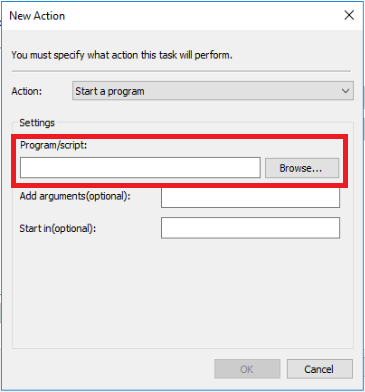 New Action
You must specify what action this task will perform.
Action: Start a program
Settings
Program/script:
Browse...
Add arguments(optional):
Start in(optional):
OK Cancel